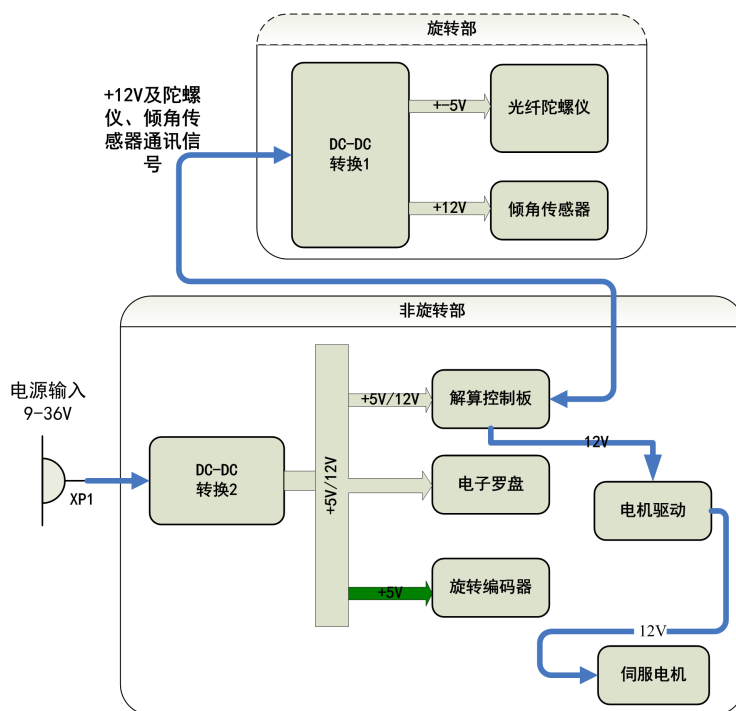 旋转部
+12V及陀螺
仪、倾角传
感器通讯信
号
DC-DC
转换1
+-5V
光纤陀螺仪
+12V
倾角传感器
非旋转部
电源输入
9-36V
XP1
DC-DC
转换2
+5V/12V
+5V/12V
解算控制板
12V
电子罗盘
电机驱动
+5V
旋转编码器
12V
伺服电机